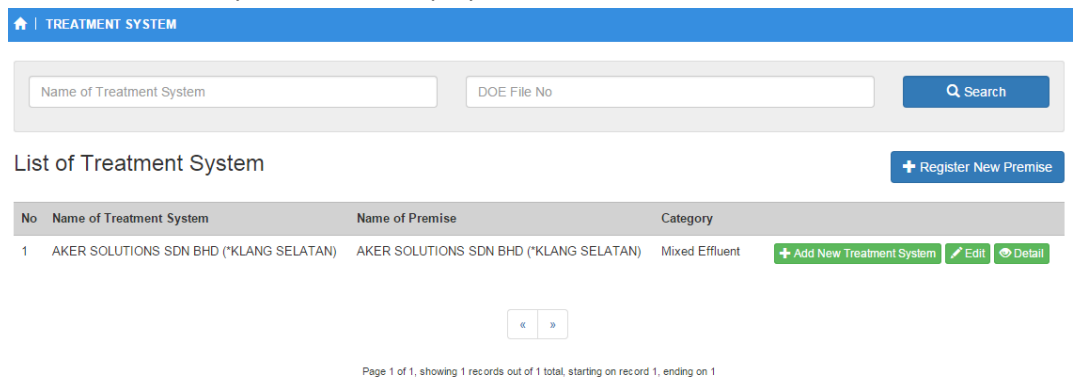 TREATMENT SYSTEM
Name of Treatment System DOE File No Search
List of Treatment System Register New Premise
No Name of Treatment System Name of Premise Category
1 AKER SOLUTIONS SDN BHD (*KLANG SELATAN) AKER SOLUTIONS SDN BHD (*KLANG SELATAN) Mixed Effluent Add New Treatment System Edit Detail
« »
Page 1 of 1, showing 1 records out of 1 total, starting on record 1, ending on 1